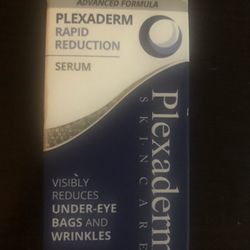 ADVANCED FORMULA
PLEXADERM
RAPID
REDUCTION
SERUM
Plexaderm
SKINCARE
VISIBLY
REDUCES
UNDER-EYE
BAGS AND
WRINKLES